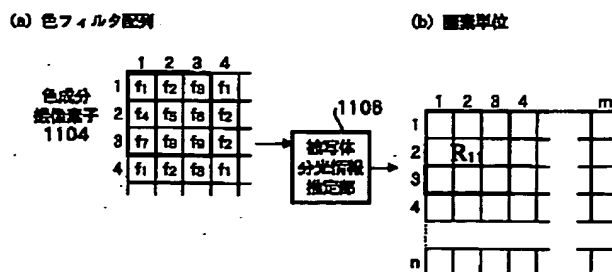 (a) 色フィルタ配列
(b) 画素単位
1 2 3 4
1 f₁ f₂ f₃ f₁
2 f₄ f₅ f₆ f₂
3 f₇ f₈ f₉ f₂
4 f₁ f₂ f₃ f₁
色成分
撮像素子
1104
1108
被写体
分光情報
推定部
1 2 3 4 m
1
2 R₁₁
3
4
n